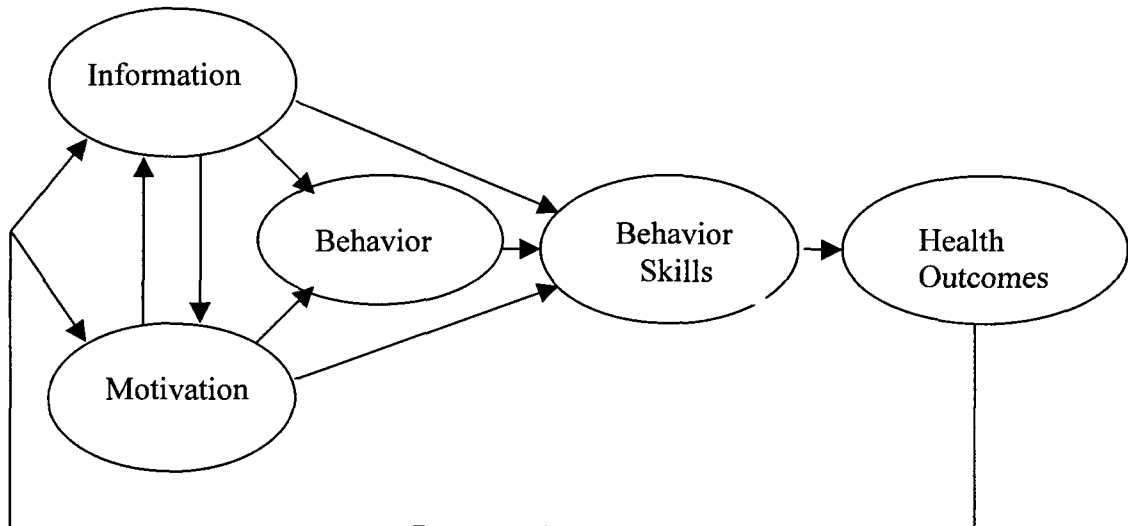 Information
Behavior
Behavior
Skills
Health
Outcomes
Motivation